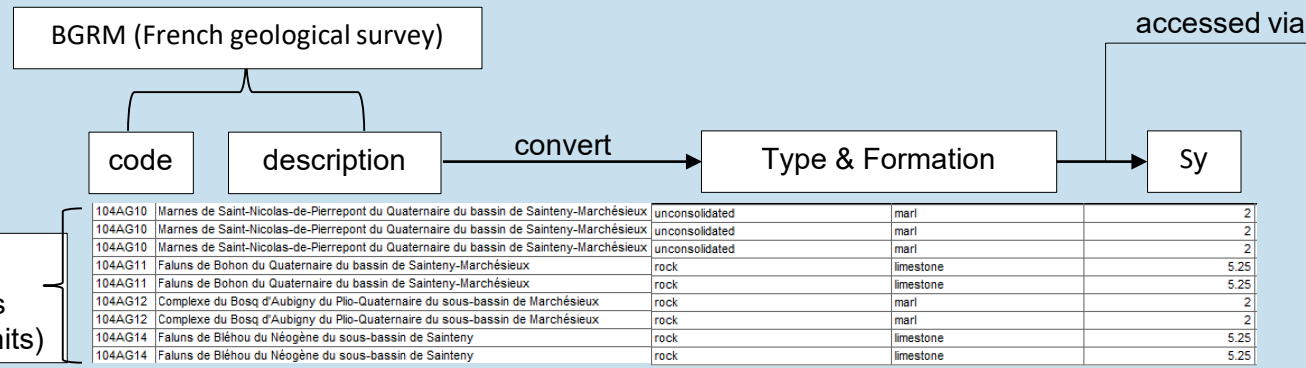 BGRM (French geological survey)
accessed via
code
description
convert
Type & Formation
Sy
104AG10 Marnes de Saint-Nicolas-de-Pierrepont du Quaternaire du bassin de Sainteny-Marchésieux unconsolidated marl 2
104AG10 Marnes de Saint-Nicolas-de-Pierrepont du Quaternaire du bassin de Sainteny-Marchésieux unconsolidated marl 2
104AG10 Marnes de Saint-Nicolas-de-Pierrepont du Quaternaire du bassin de Sainteny-Marchésieux unconsolidated marl 2
104AG11 Faluns de Bohon du Quaternaire du bassin de Sainteny-Marchésieux rock limestone 5.25
104AG11 Faluns de Bohon du Quaternaire du bassin de Sainteny-Marchésieux rock limestone 5.25
104AG12 Complexe du Bosq d'Aubigny du Plio-Quaternaire du sous-bassin de Marchésieux rock marl 2
104AG12 Complexe du Bosq d'Aubigny du Plio-Quaternaire du sous-bassin de Marchésieux rock marl 2
104AG14 Faluns de Bléhou du Néogène du sous-bassin de Sainteny rock limestone 5.25
104AG14 Faluns de Bléhou du Néogène du sous-bassin de Sainteny rock limestone 5.25